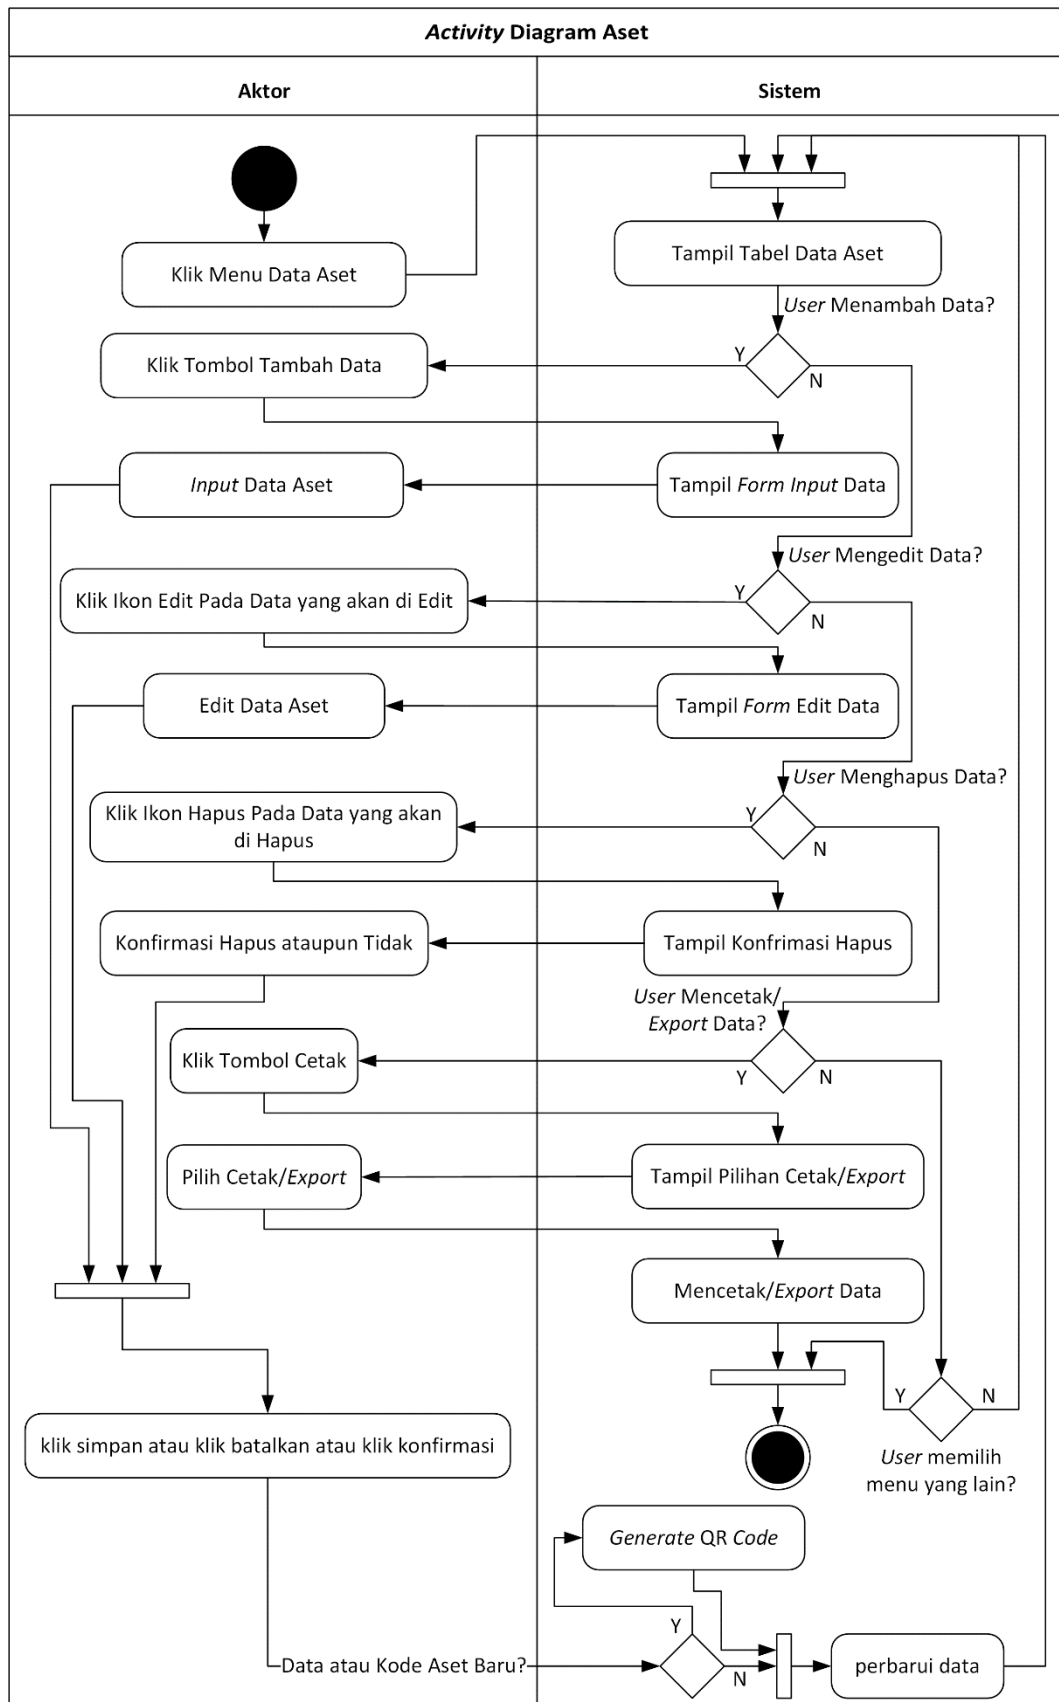 Activity Diagram Aset
Aktor
Sistem
Klik Menu Data Aset
Tampil Tabel Data Aset
User Menambah Data?
Y
N
Klik Tombol Tambah Data
Input Data Aset
Tampil Form Input Data
User Mengedit Data?
Y
N
Klik Ikon Edit Pada Data yang akan di Edit
Edit Data Aset
Tampil Form Edit Data
User Menghapus Data?
Y
N
Klik Ikon Hapus Pada Data yang akan
di Hapus
Konfirmasi Hapus ataupun Tidak
Tampil Konfrimasi Hapus
User Mencetak/
Export Data?
Klik Tombol Cetak
Y
N
Pilih Cetak/Export
Tampil Pilihan Cetak/Export
Mencetak/Export Data
Y
N
klik simpan atau klik batalkan atau klik konfirmasi
User memilih
menu yang lain?
Generate QR Code
Y
Data atau Kode Aset Baru?
N
perbarui data